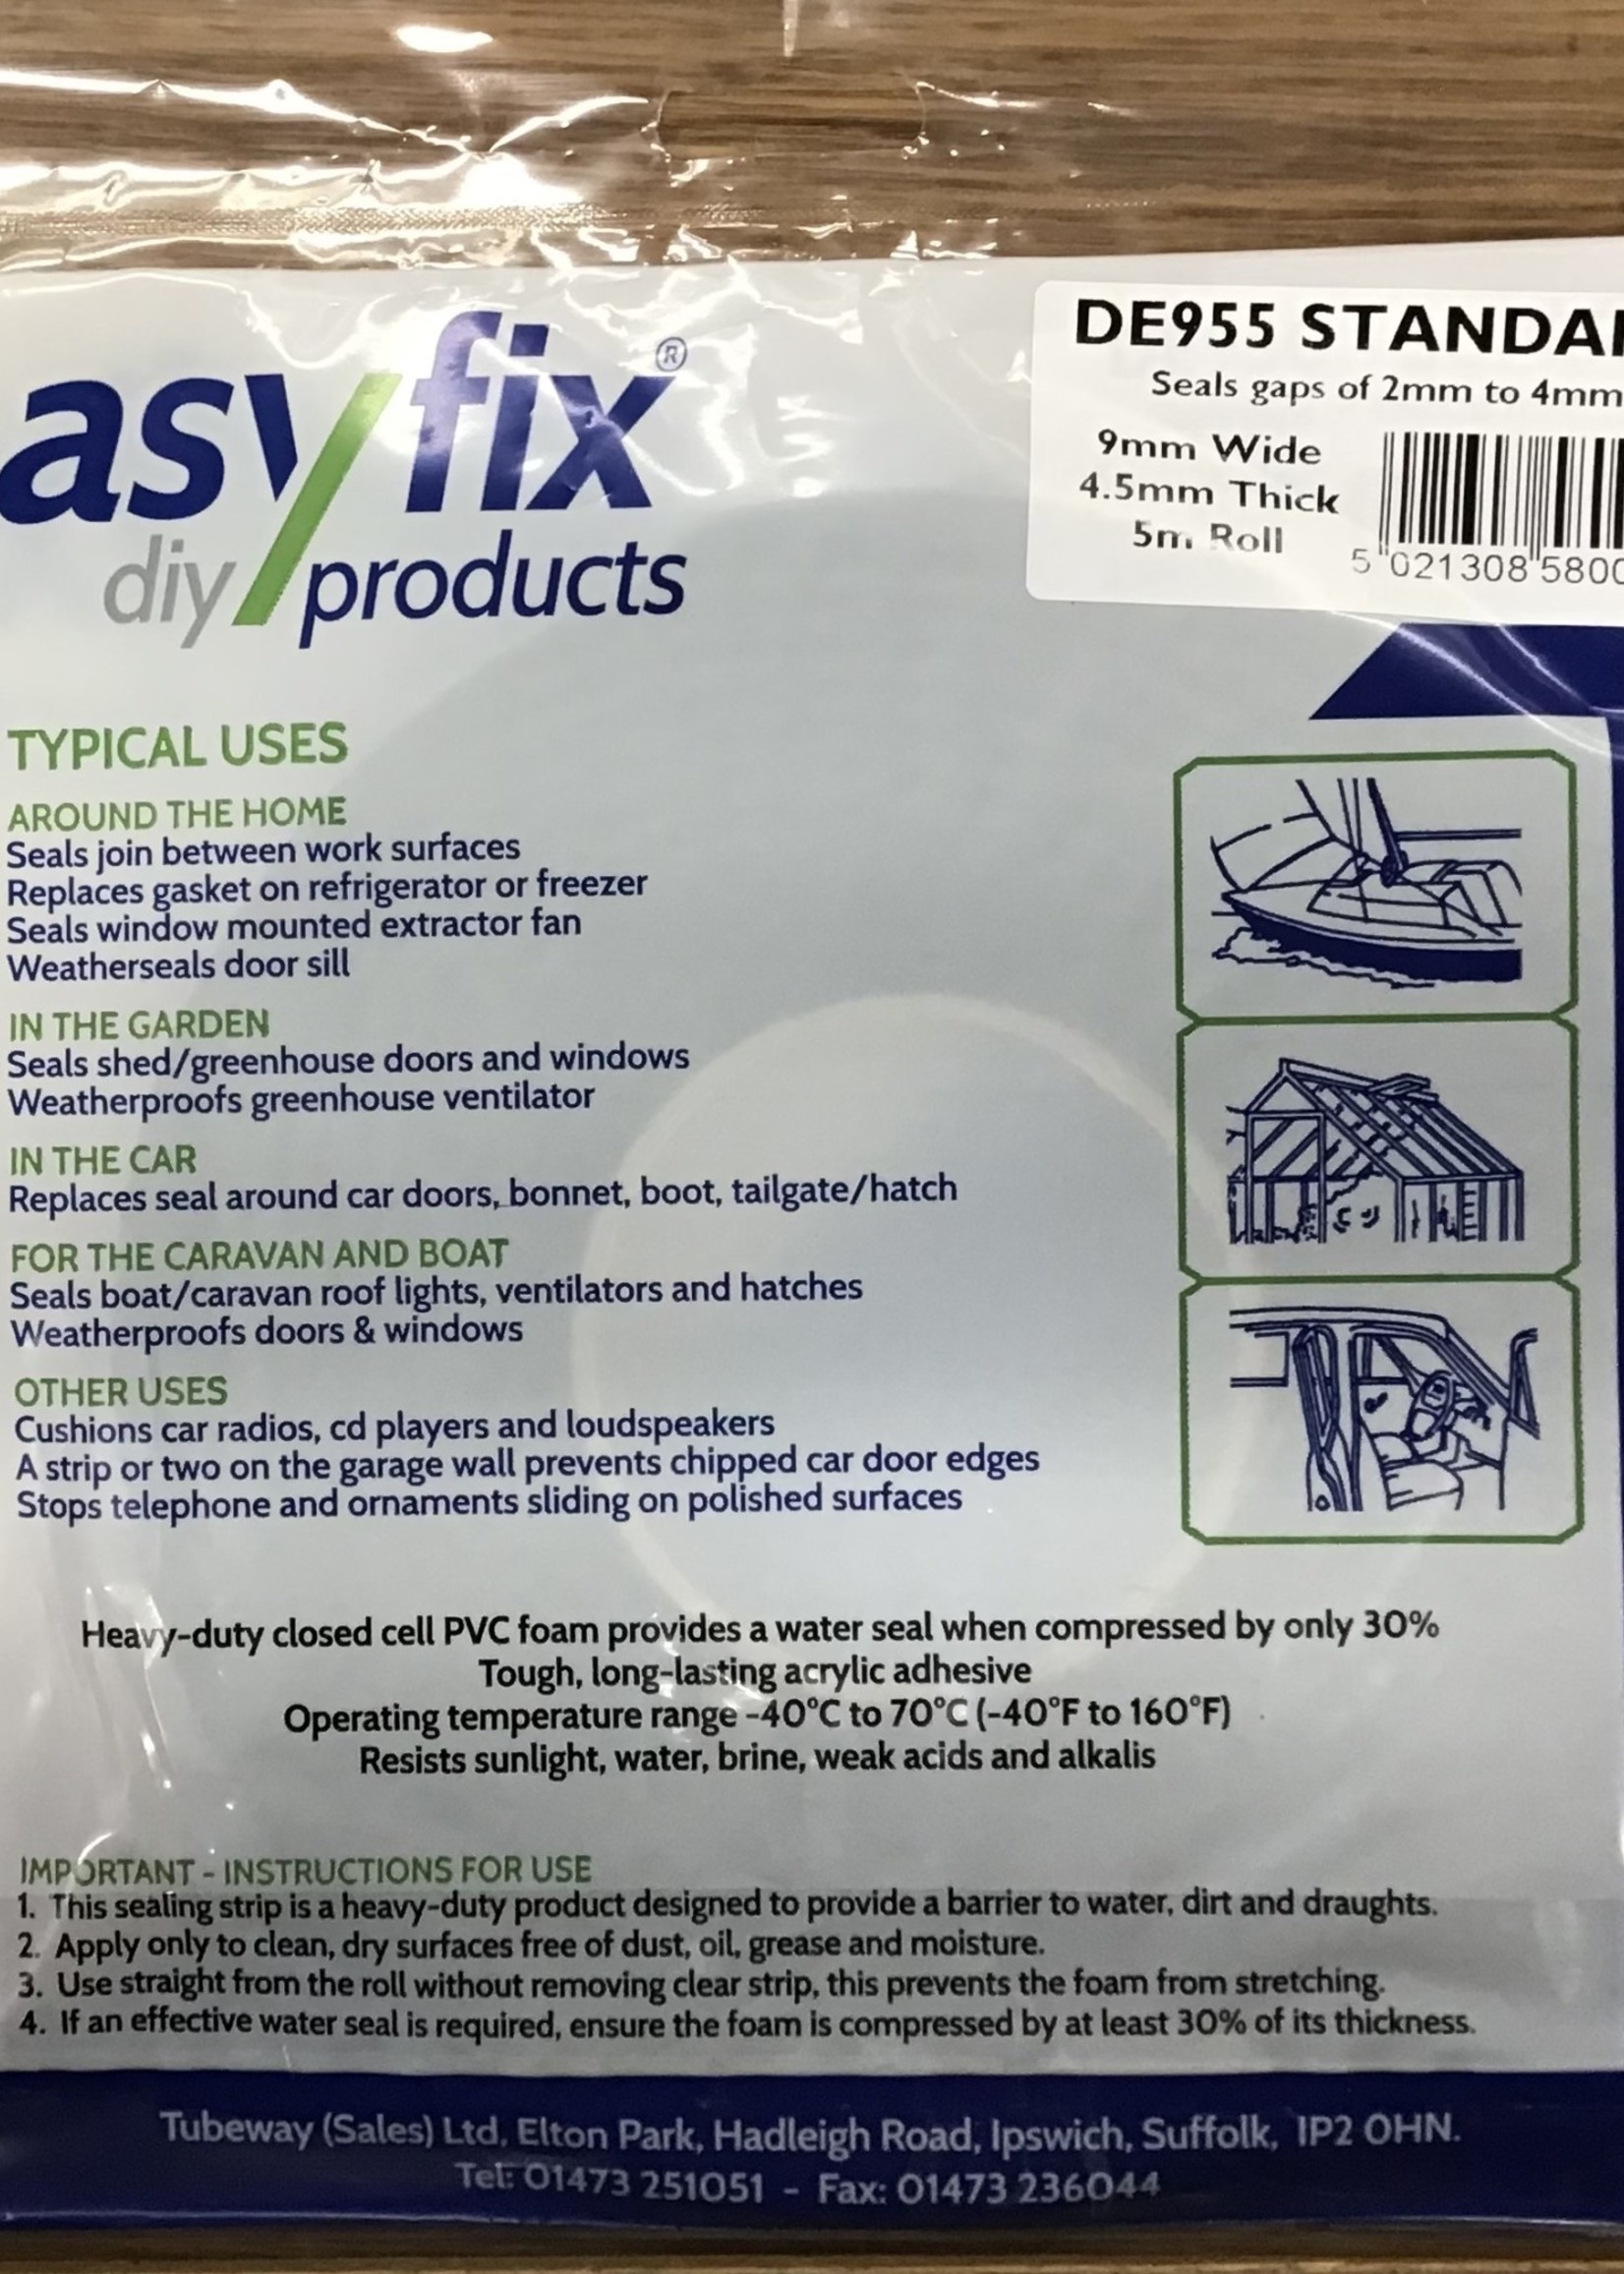 asyfix®
diy/products
DE955 STANDA
Seals gaps of 2mm to 4mm
9mm Wide
4.5mm Thick
5m Roll
5 021308 580
TYPICAL USES
AROUND THE HOME
Seals join between work surfaces
Replaces gasket on refrigerator or freezer
Seals window mounted extractor fan
Weatherseals door sill
IN THE GARDEN
Seals shed/greenhouse doors and windows
Weatherproofs greenhouse ventilator
IN THE CAR
Replaces seal around car doors, bonnet, boot, tailgate/hatch
FOR THE CARAVAN AND BOAT
Seals boat/caravan roof lights, ventilators and hatches
Weatherproofs doors & windows
OTHER USES
Cushions car radios, cd players and loudspeakers
A strip or two on the garage wall prevents chipped car door edges
Stops telephone and ornaments sliding on polished surfaces
Heavy-duty closed cell PVC foam provides a water seal when compressed by only 30%
Tough, long-lasting acrylic adhesive
Operating temperature range -40°C to 70°C (-40°F to 160°F)
Resists sunlight, water, brine, weak acids and alkalis
IMPORTANT - INSTRUCTIONS FOR USE
1. This sealing strip is a heavy-duty product designed to provide a barrier to water, dirt and draughts.
2. Apply only to clean, dry surfaces free of dust, oil, grease and moisture.
3. Use straight from the roll without removing clear strip, this prevents the foam from stretching.
4. If an effective water seal is required, ensure the foam is compressed by at least 30% of its thickness.
Tubeway (Sales) Ltd, Elton Park, Hadleigh Road, Ipswich, Suffolk, IP2 0HN.
Tel: 01473 251051 - Fax: 01473 236044